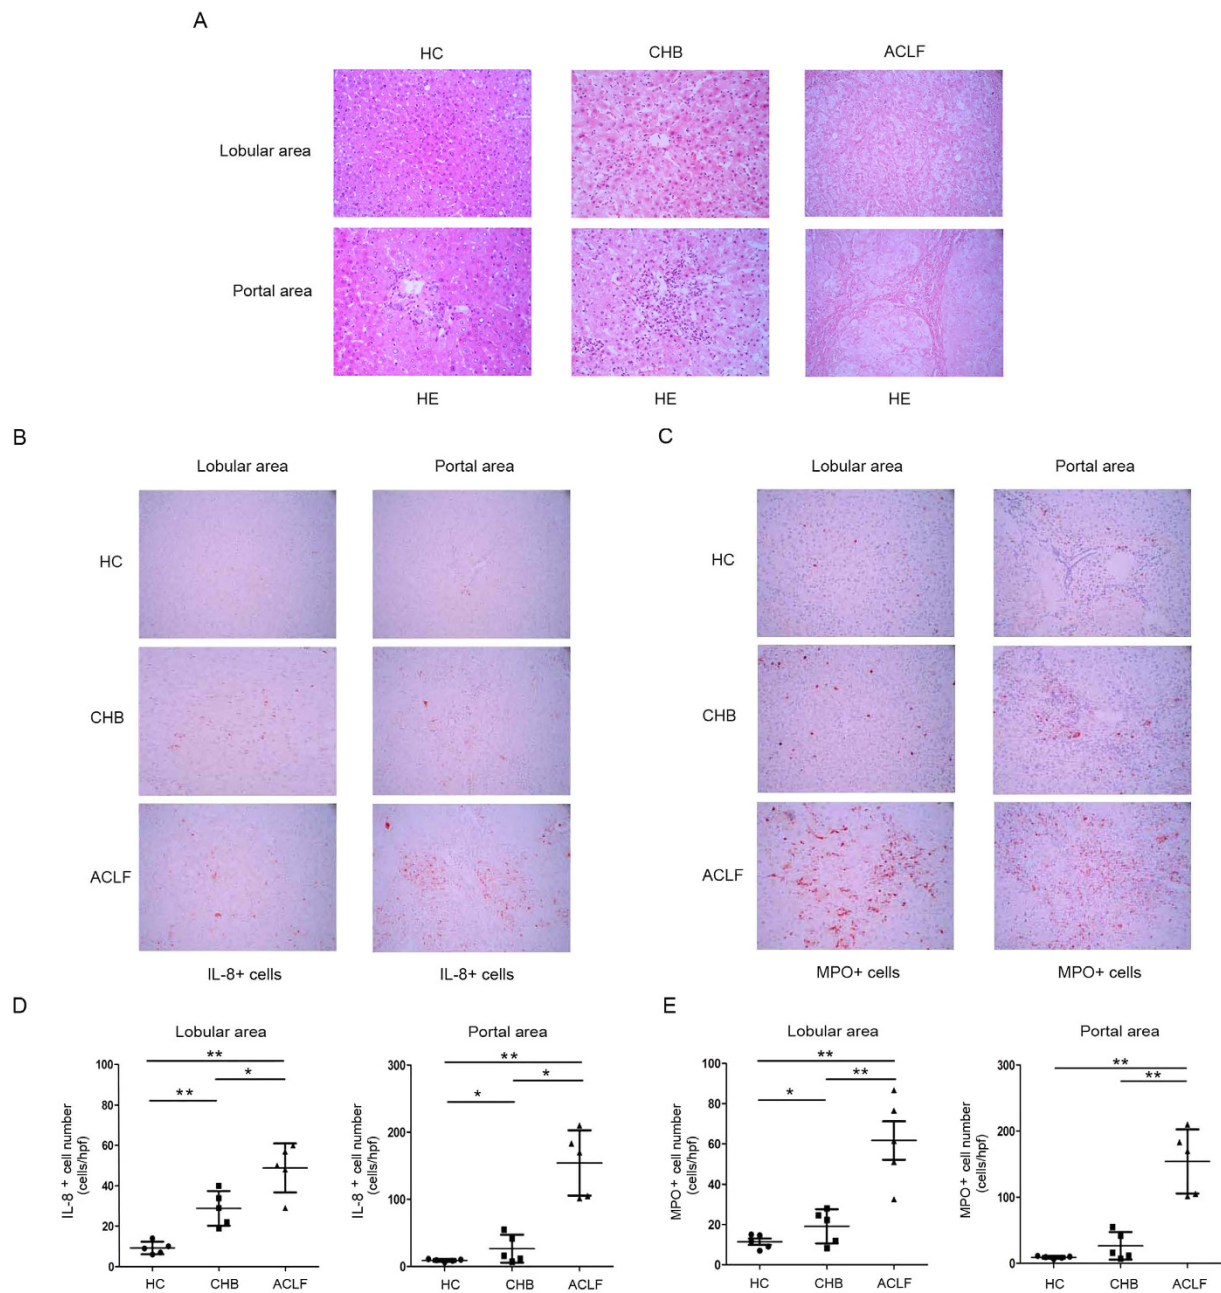 A
HC CHB ACLF
Lobular area
Portal area
HE HE HE
B
Lobular area Portal area
HC
CHB
ACLF
IL-8+ cells IL-8+ cells
C
Lobular area Portal area
HC
CHB
ACLF
MPO+ cells MPO+ cells
D
Lobular area
IL-8 + cell number
(cells/hpf)
100
80
60
40
20
0
**
*
**
HC CHB ACLF
Portal area
IL-8 + cell number
(cells/hpf)
300
200
100
0
**
*
*
HC CHB ACLF
E
Lobular area
MPO+ cell number
(cells/hpf)
100
80
60
40
20
0
**
**
*
HC CHB ACLF
Portal area
MPO+ cell number
(cells/hpf)
300
200
100
0
**
**
HC CHB ACLF